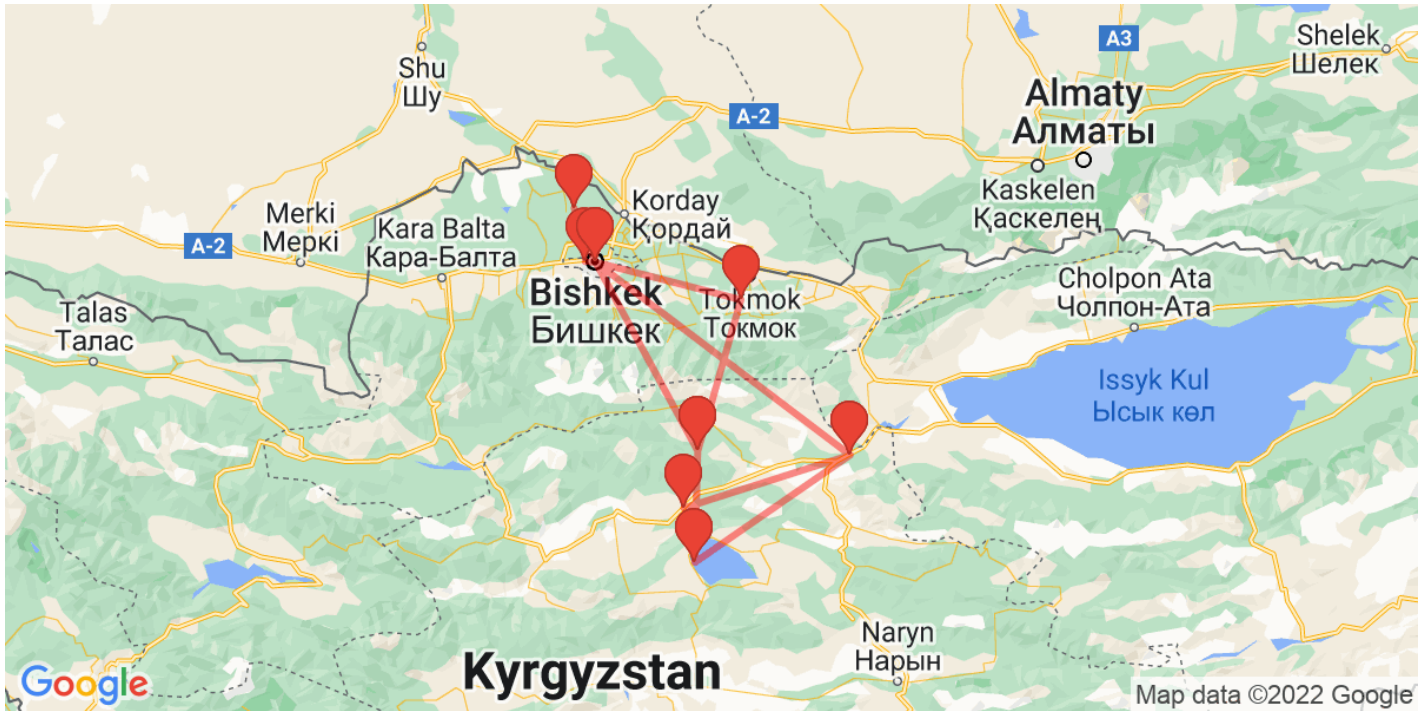 Shu
Шу
A3
Shelek
Шелек
Almaty
Алматы
A-2
Kaskelen
Қаскелең
Merki
Меркі
A-2
Kara Balta
Кара-Балта
Korday
Қордай
Bishkek
Бишкек
Tokmok
Токмок
Cholpon Ata
Чолпон-Ата
Talas
Талас
Issyk Kul
Ысык көл
Naryn
Нарын
Kyrgyzstan
Google
Map data ©2022 Google